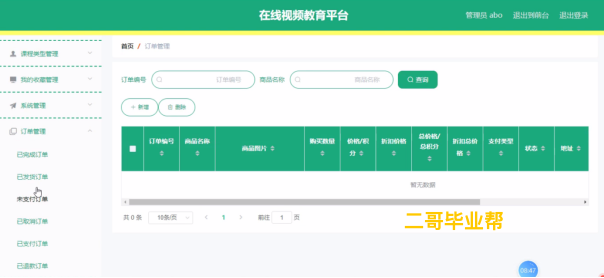 在线视频教育平台
管理员 abo 退出到前台 退出登录
首页 / 订单管理
课程类型管理
我的收藏管理
系统管理
订单管理
已完成订单
已发货订单
未支付订单
已取消订单
已支付订单
已退款订单
订单编号 订单编号 商品名称 商品名称 查询
+ 新增 删除
订单编号 商品名称 商品图片 购买数量 价格/积分 折扣价格 总价格/总积分 折扣总价格 支付类型 状态 地址
暂无数据
共 0 条 10条/页 < 1 > 前往 1 页
二哥毕业帮
08:47